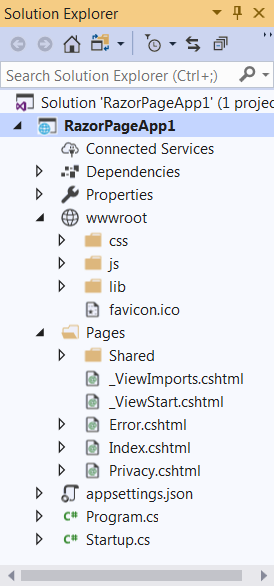 Solution Explorer
Search Solution Explorer (Ctrl+;)
Solution 'RazorPageApp1' (1 projec
RazorPageApp1
Connected Services
Dependencies
Properties
wwwroot
css
js
lib
favicon.ico
Pages
Shared
_ViewImports.cshtml
_ViewStart.cshtml
Error.cshtml
Index.cshtml
Privacy.cshtml
appsettings.json
C# Program.cs
C# Startup.cs